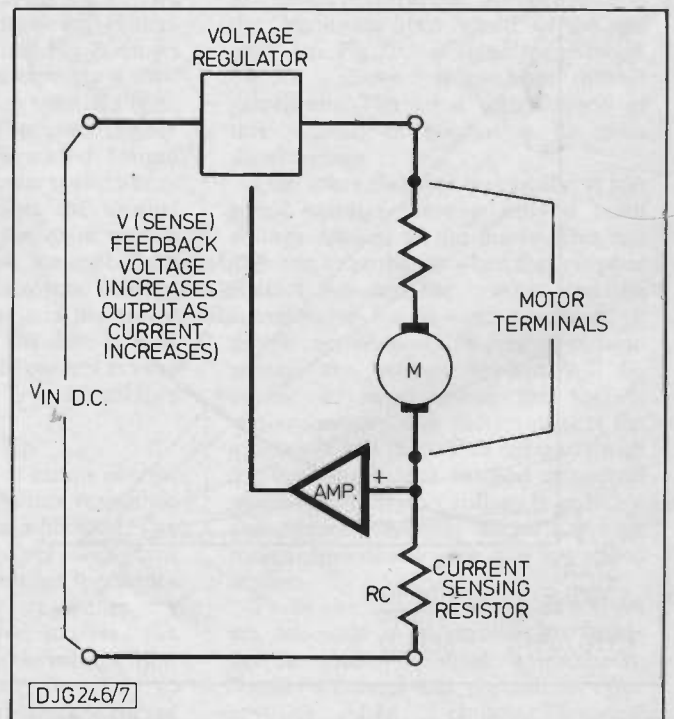 VOLTAGE
REGULATOR
V (SENSE)
FEEDBACK
VOLTAGE
(INCREASES
OUTPUT AS
CURRENT
INCREASES)
MOTOR
TERMINALS
M
VIN D.C.
AMP.
+
RC
CURRENT
SENSING
RESISTOR
DJG246/7